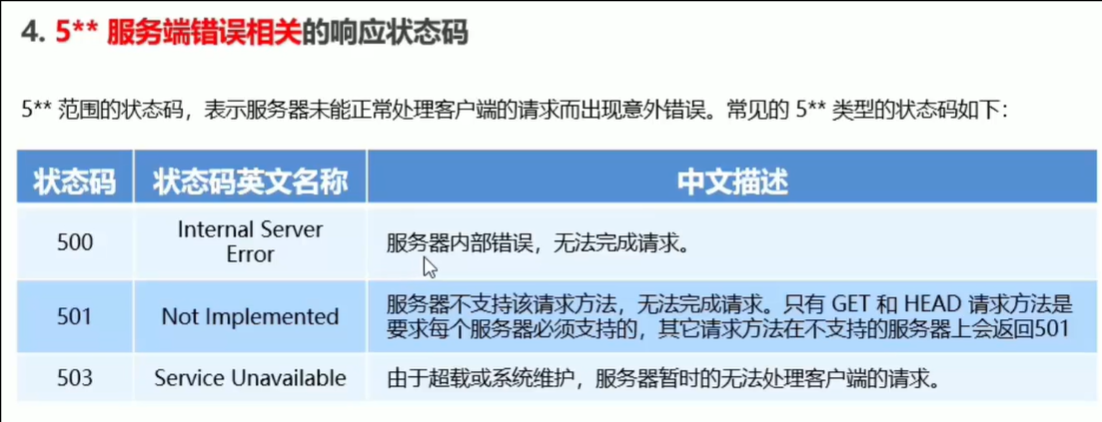 4. 5** 服务端错误相关的响应状态码
5** 范围的状态码，表示服务器未能正常处理客户端的请求而出现意外错误。常见的 5** 类型的状态码如下：
状态码 状态码英文名称 中文描述
500 Internal Server Error 服务器内部错误，无法完成请求。
501 Not Implemented 服务器不支持该请求方法，无法完成请求。只有 GET 和 HEAD 请求方法是
要求每个服务器必须支持的，其它请求方法在不支持的服务器上会返回501
503 Service Unavailable 由于超载或系统维护，服务器暂时的无法处理客户端的请求。